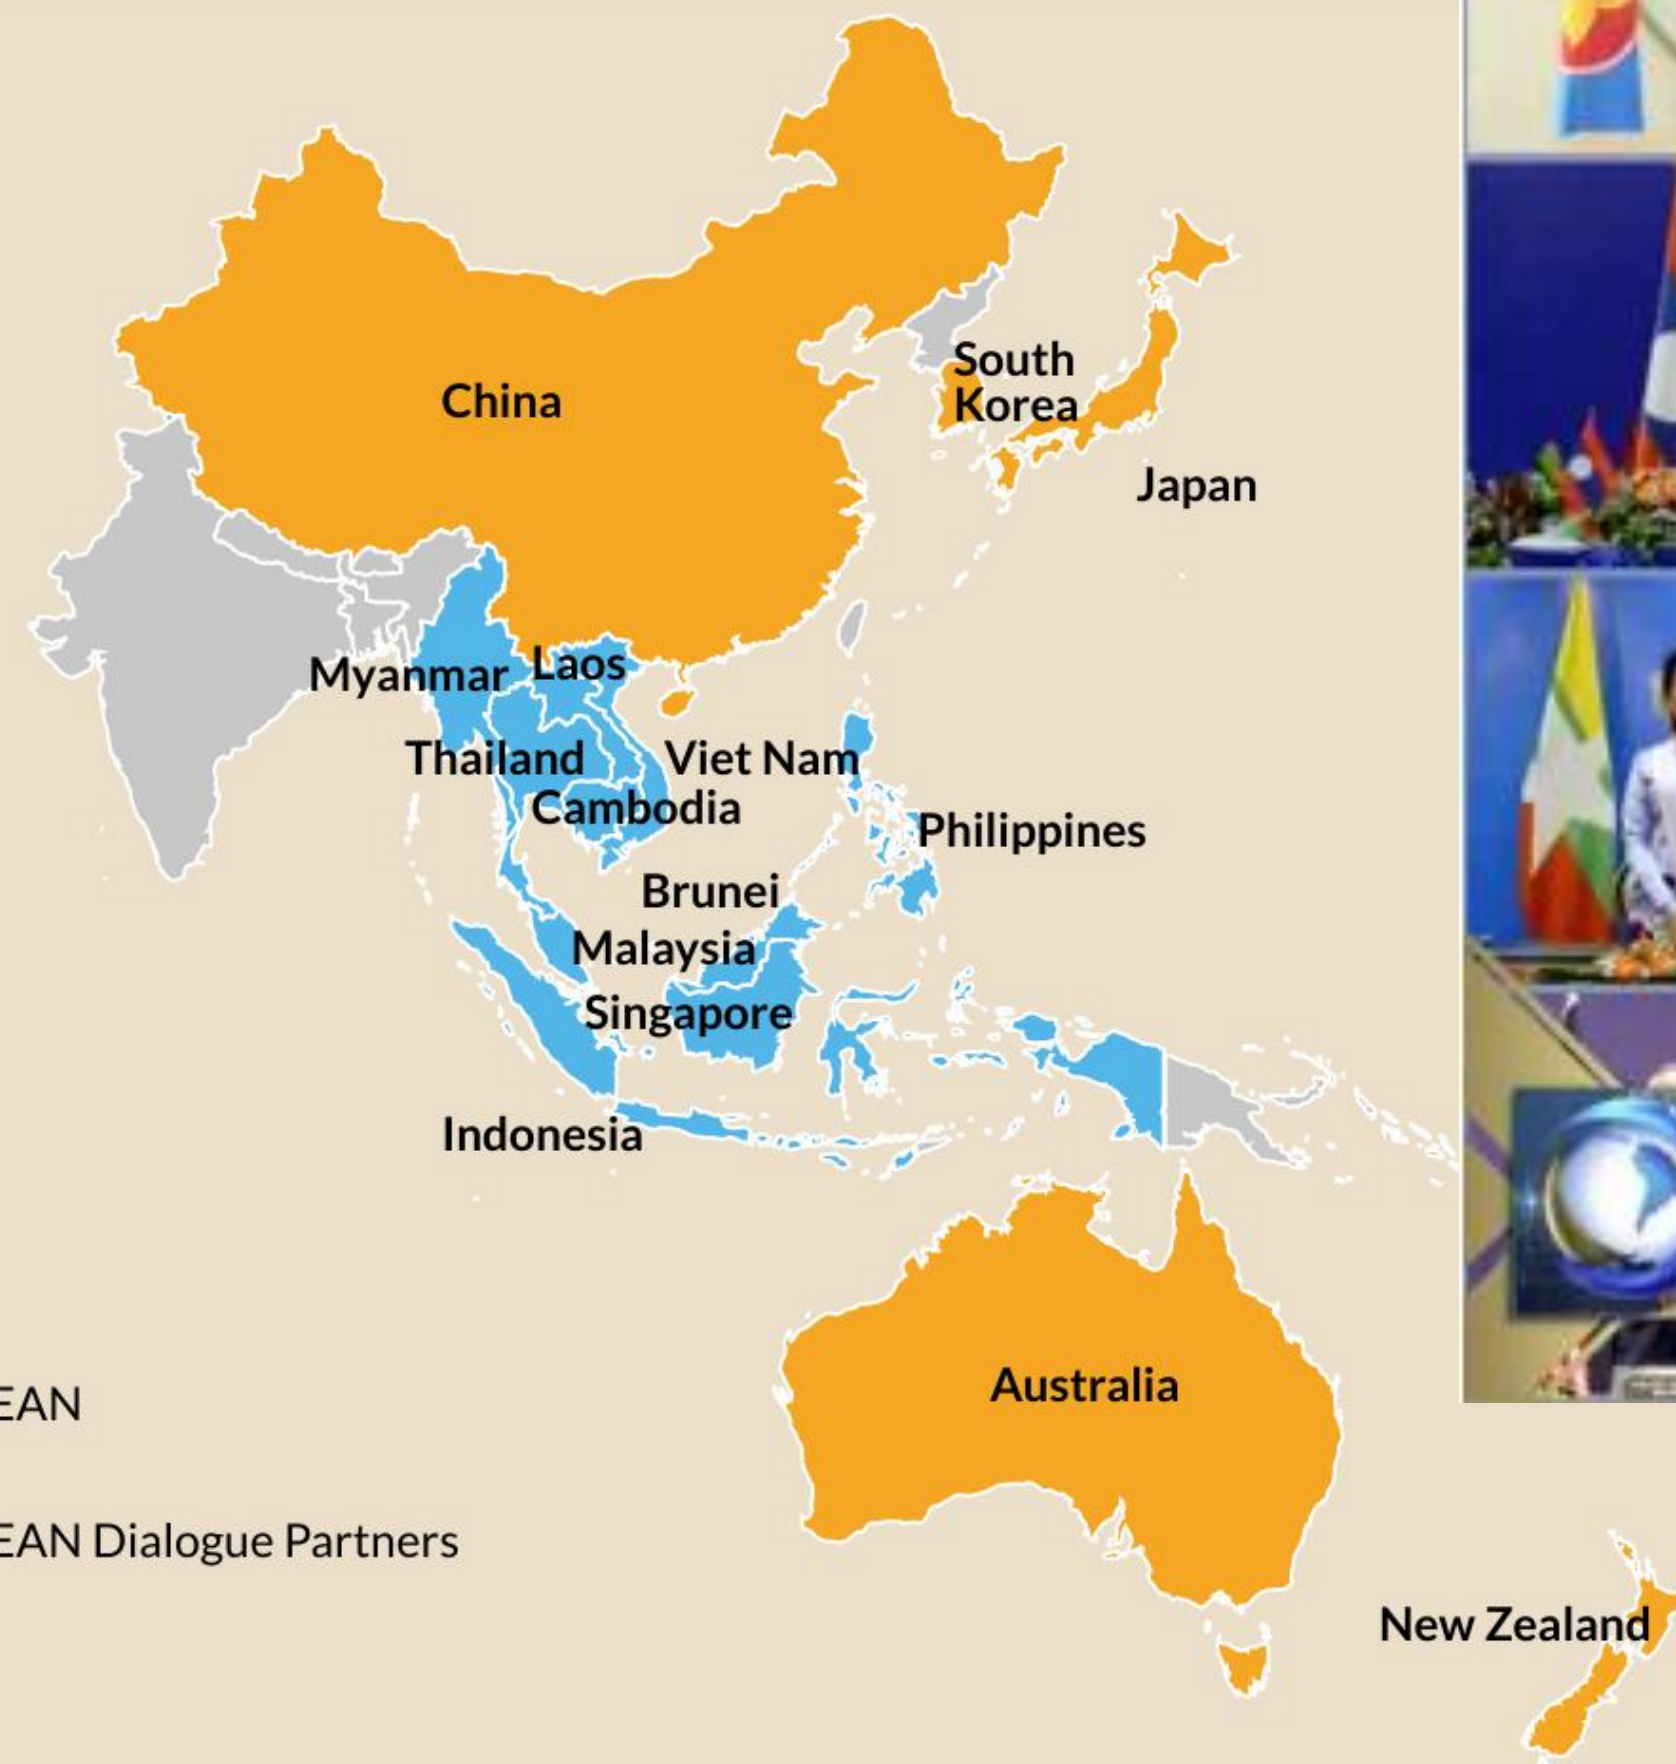 South
Korea
China
Japan
Laos
Myanmar
Thailand
Viet Nam
Cambodia
Philippines
Brunei
Malaysia
Singapore
Indonesia
Australia
EAN
EAN Dialogue Partners
New Zealand